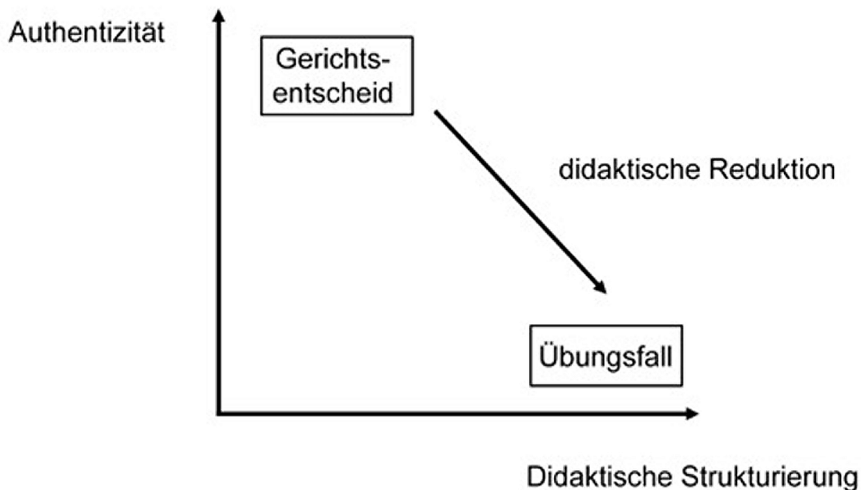 Authentizität
Gerichts-
entscheid
didaktische Reduktion
Übungsfall
Didaktische Strukturierung